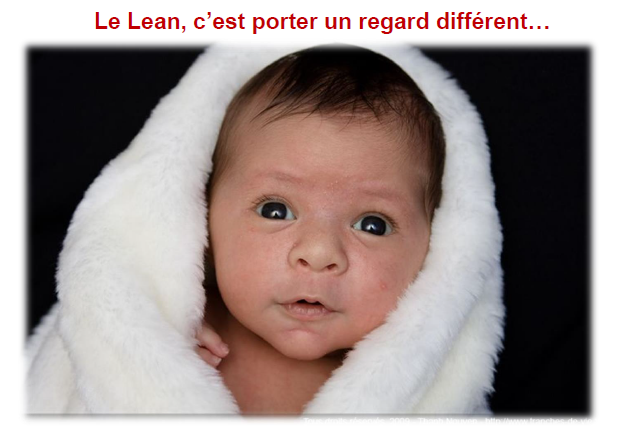 Le Lean, c’est porter un regard différent…